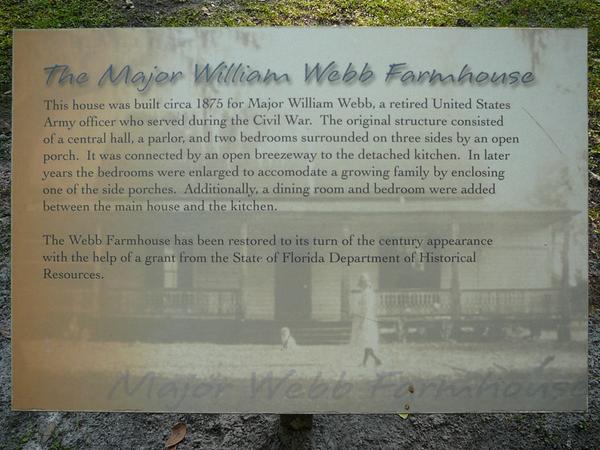 The Major William Webb Farmhouse
This house was built circa 1875 for Major William Webb, a retired United States
Army officer who served during the Civil War. The original structure consisted
of a central hall, a parlor, and two bedrooms surrounded on three sides by an open
porch. It was connected by an open breezeway to the detached kitchen. In later
years the bedrooms were enlarged to accomodate a growing family by enclosing
one of the side porches. Additionally, a dining room and bedroom were added
between the main house and the kitchen.
The Webb Farmhouse has been restored to its turn of the century appearance
with the help of a grant from the State of Florida Department of Historical
Resources.
Major Webb Farmhouse